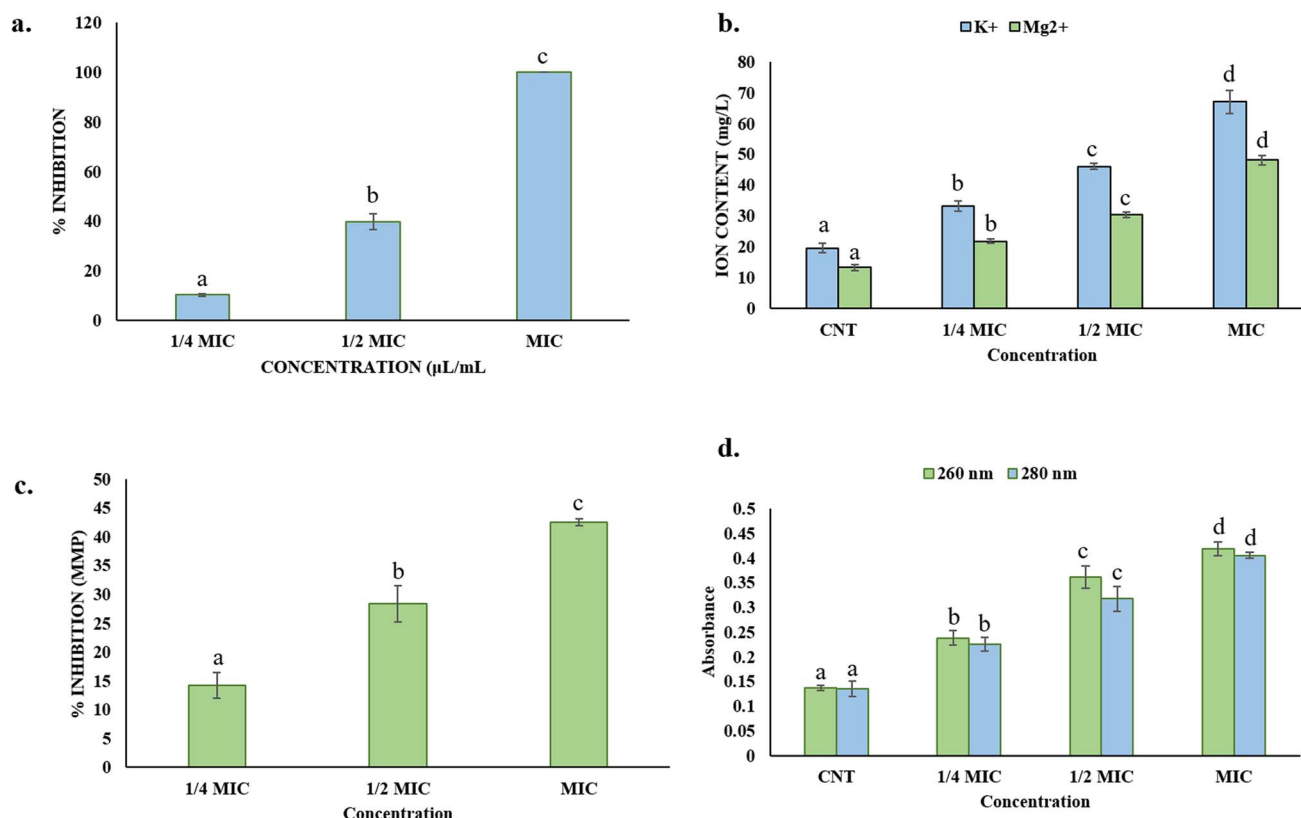 a.
% INHIBITION
120
100
80
60
40
20
0
a
b
c
1/4 MIC 1/2 MIC MIC
CONCENTRATION (µL/mL
b.
K+ Mg2+
ION CONTENT (mg/L)
80
70
60
50
40
30
20
10
0
a a b b c c d d
CNT 1/4 MIC 1/2 MIC MIC
Concentration
c.
% INHIBITION (MMP)
50
45
40
35
30
25
20
15
10
5
0
a
b
c
1/4 MIC 1/2 MIC MIC
Concentration
d.
260 nm 280 nm
Absorbance
0.5
0.45
0.4
0.35
0.3
0.25
0.2
0.15
0.1
0.05
0
a a b b c c d d
CNT 1/4 MIC 1/2 MIC MIC
Concentration